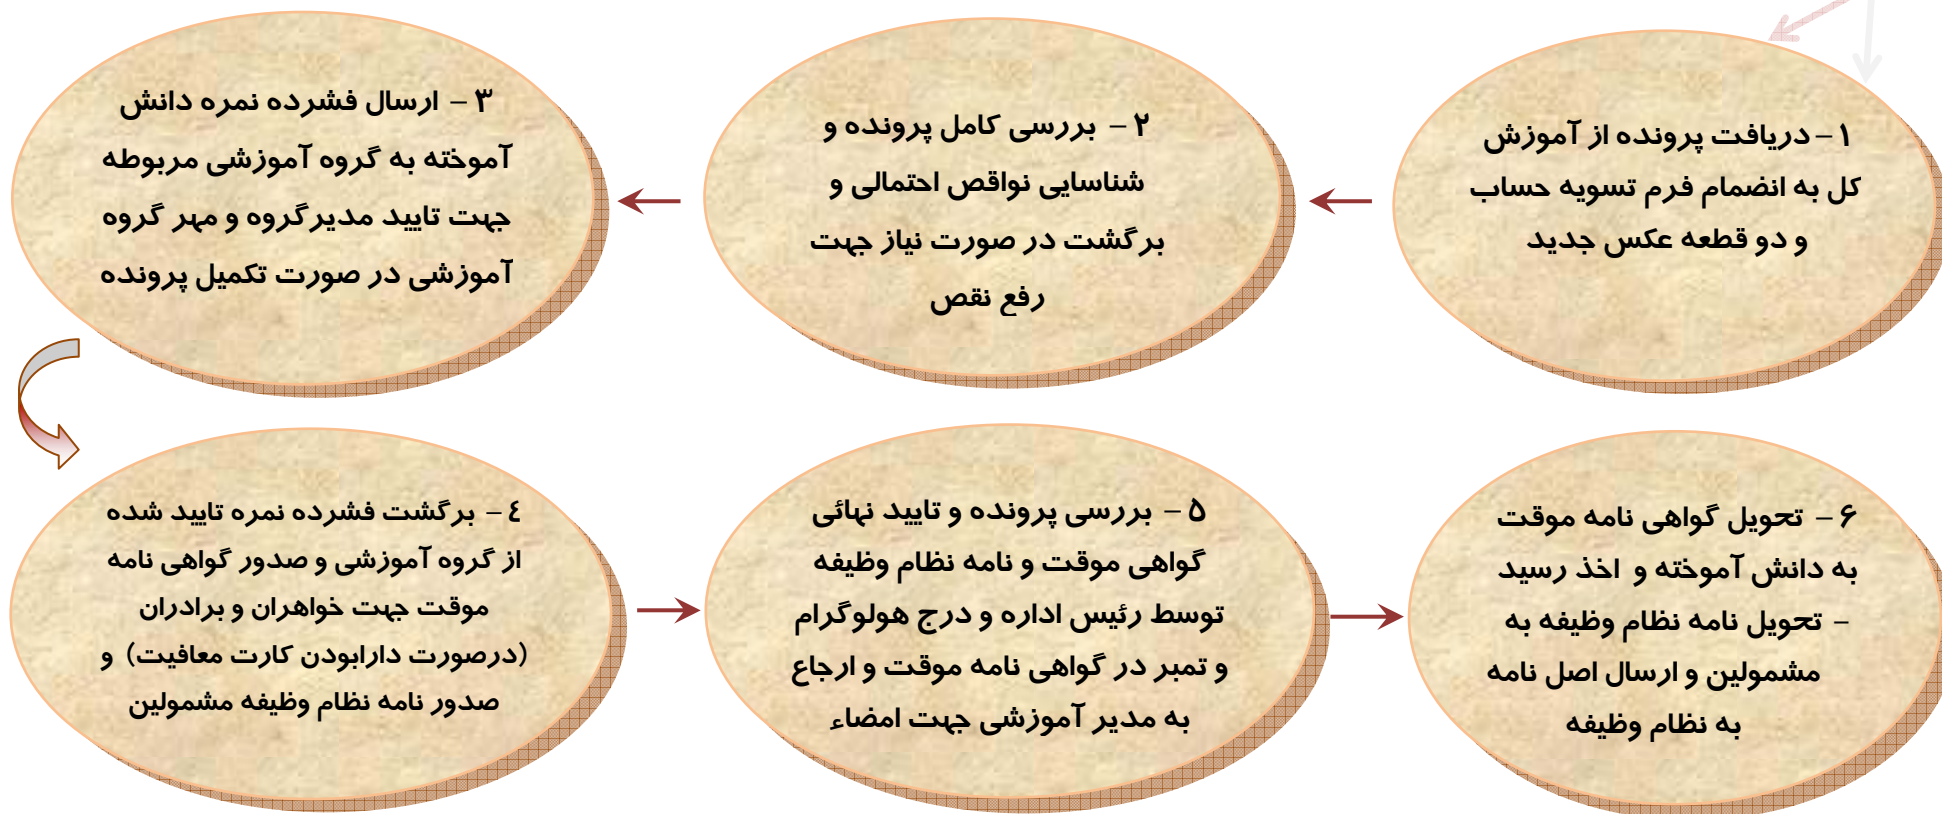 ۱– دریافت پرونده از آموزش
کل به انضمام فرم تسویه حساب
و دو قطعه عکس جدید
۲ – بررسی کامل پرونده و
شناسایی نواقص احتمالی و
برگشت در صورت نیاز جهت
رفع نقص
۳ – ارسال فشرده نمره دانش
آموخته به گروه آموزشی مربوطه
جهت تایید مدیرگروه و مهر گروه
آموزشی در صورت تکمیل پرونده
٤ – برگشت فشرده نمره تایید شده
از گروه آموزشی و صدور گواهی نامه
موقت جهت خواهران و برادران
(درصورت دارابودن کارت معافیت) و
صدور نامه نظام وظیفه مشمولین
۵ – بررسی پرونده و تایید نهائی
گواهی موقت و نامه نظام وظیفه
توسط رئیس اداره و درج هولوگرام
و تمبر در گواهی نامه موقت و ارجاع
به مدیر آموزشی جهت امضاء
۶ – تحویل گواهی نامه موقت
به دانش آموخته و اخذ رسید
– تحویل نامه نظام وظیفه به
مشمولین و ارسال اصل نامه
به نظام وظیفه